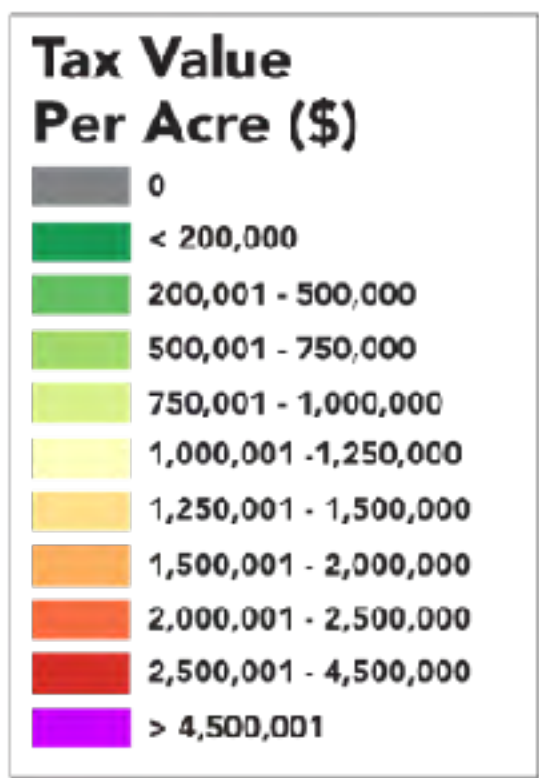 Tax Value
Per Acre ($)
0
< 200,000
200,001 - 500,000
500,001 - 750,000
750,001 - 1,000,000
1,000,001 -1,250,000
1,250,001 - 1,500,000
1,500,001 - 2,000,000
2,000,001 - 2,500,000
2,500,001 - 4,500,000
> 4,500,001